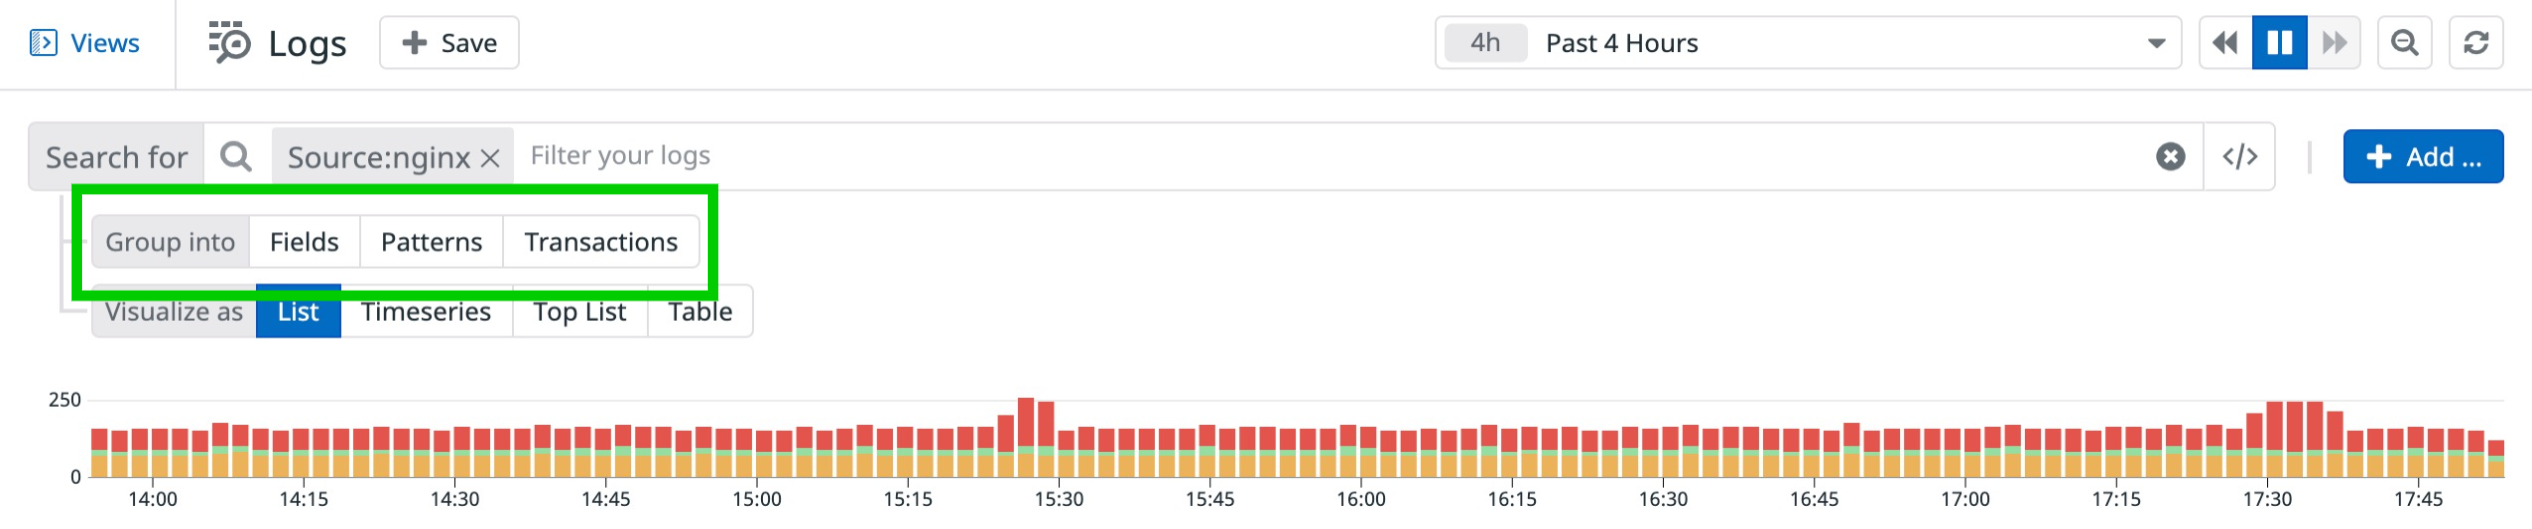 Views Logs + Save 4h Past 4 Hours
Search for Source:nginx × Filter your logs </> + Add ...
Group into Fields Patterns Transactions
Visualize as List Timeseries Top List Table
250
0
14:00 14:15 14:30 14:45 15:00 15:15 15:30 15:45 16:00 16:15 16:30 16:45 17:00 17:15 17:30 17:45